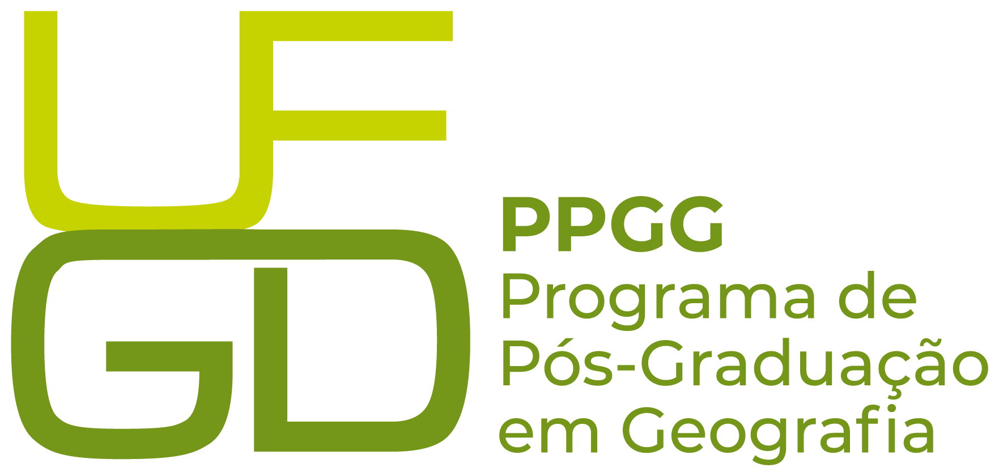 UF
GD
PPGG
Programa de
Pós-Graduação
em Geografia